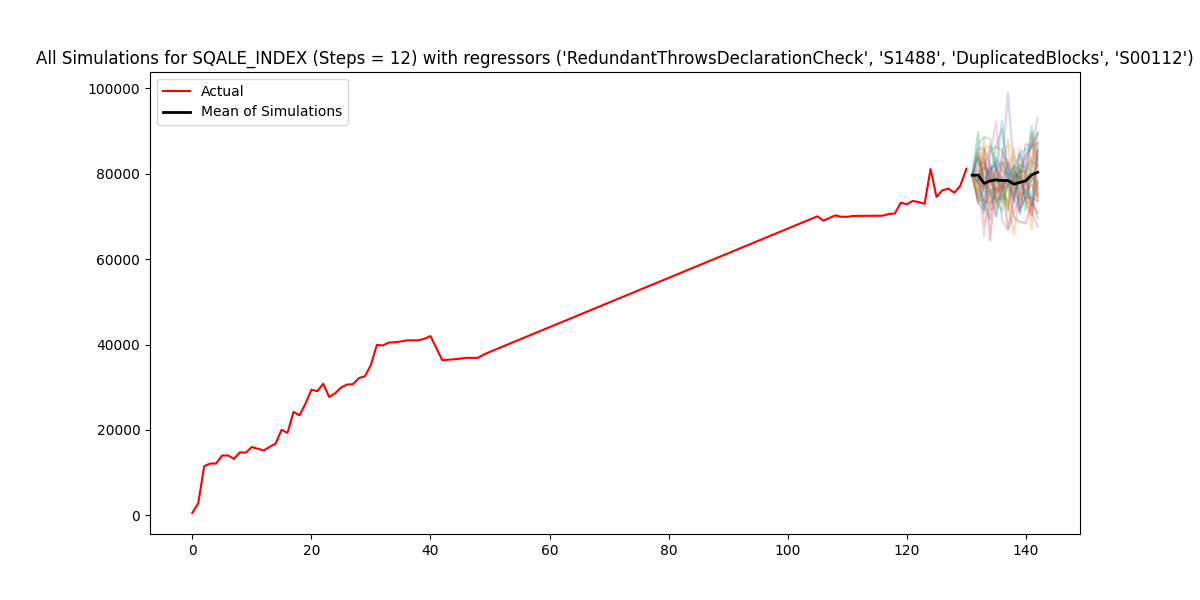 All Simulations for SQALE_INDEX (Steps = 12) with regressors ('RedundantThrowsDeclarationCheck', 'S1488', 'DuplicatedBlocks', 'S00112')
Actual
Mean of Simulations
100000
80000
60000
40000
20000
0
0 20 40 60 80 100 120 140